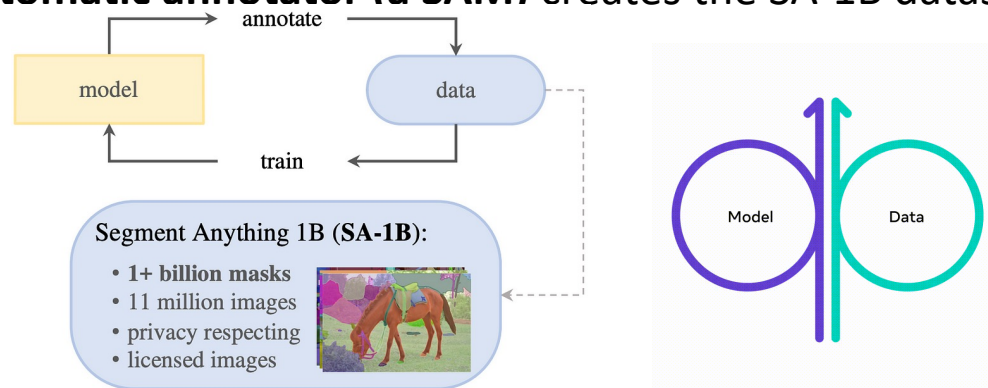 annotate
model
data
train
Segment Anything 1B (SA-1B):
• 1+ billion masks
• 11 million images
• privacy respecting
• licensed images
Model
Data